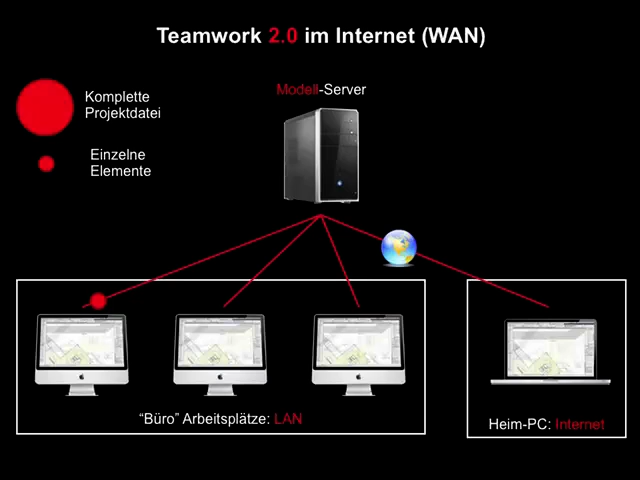 Teamwork 2.0 im Internet (WAN)
Komplette
Projektdatei
Modell-Server
Einzelne
Elemente
“Büro” Arbeitsplätze: LAN
Heim-PC: Internet